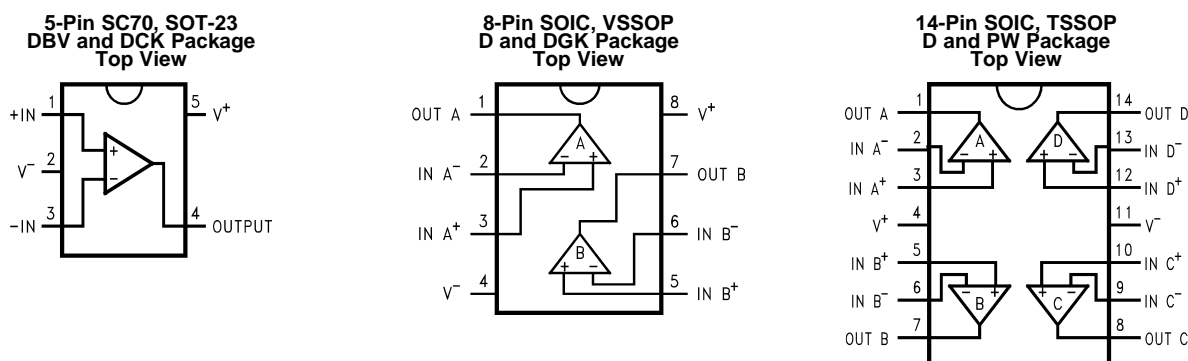 5-Pin SC70, SOT-23
DBV and DCK Package
Top View
+IN
1
5
V+
+
V-
2
-
-IN
3
4
OUTPUT
8-Pin SOIC, VSSOP
D and DGK Package
Top View
OUT A
1
8
V+
A
- +
IN A-
2
7
OUT B
IN A+
3
6
IN B-
B
+ -
V-
4
5
IN B+
14-Pin SOIC, TSSOP
D and PW Package
Top View
OUT A
1
14
OUT D
A
D
IN A-
2
13
IN D-
- +
+ -
IN A+
3
12
IN D+
V+
4
11
V-
IN B+
5
10
IN C+
- +
+ -
IN B-
6
9
IN C-
B
C
OUT B
7
8
OUT C